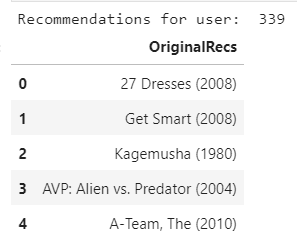 Recommendations for user: 339
OriginalRecs
0 27 Dresses (2008)
1 Get Smart (2008)
2 Kagemusha (1980)
3 AVP: Alien vs. Predator (2004)
4 A-Team, The (2010)